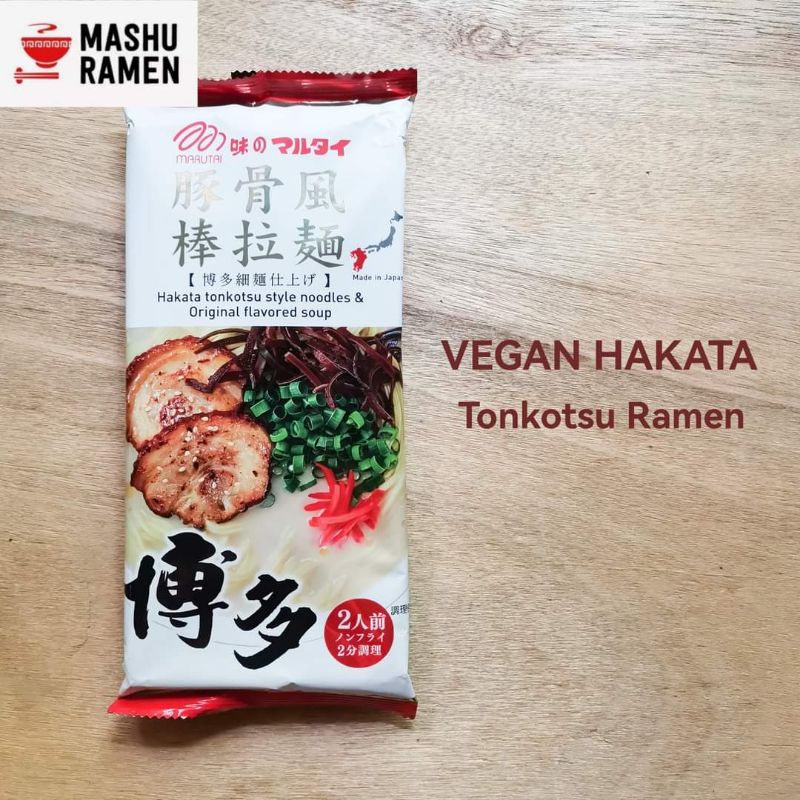 MASHU
RAMEN
MARUTAI
味のマルタイ
豚骨風
棒拉麺
【博多細麺仕上げ】
Made in Japan
Hakata tonkotsu style noodles &
Original flavored soup
VEGAN HAKATA
Tonkotsu Ramen
博多
2人前
ノンフライ
2分調理
調理